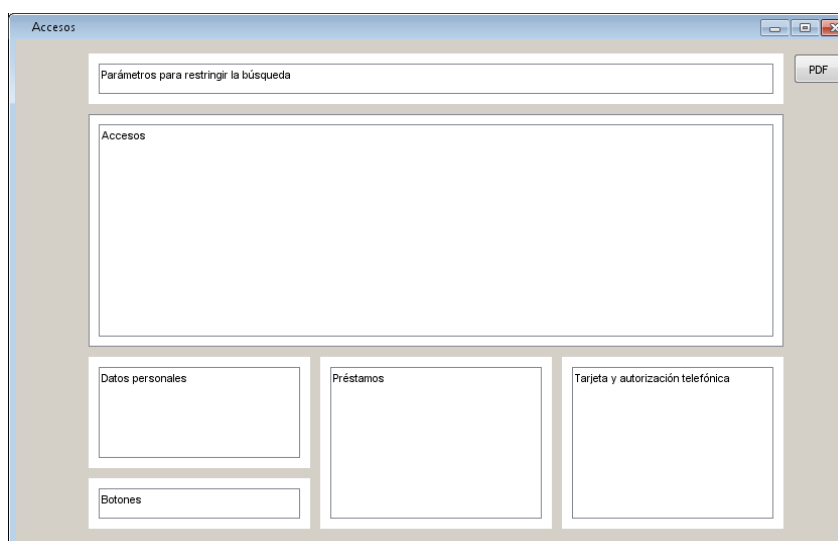 Accesos
Parámetros para restringir la búsqueda
PDF
Accesos
Datos personales
Préstamos
Tarjeta y autorización telefónica
Botones